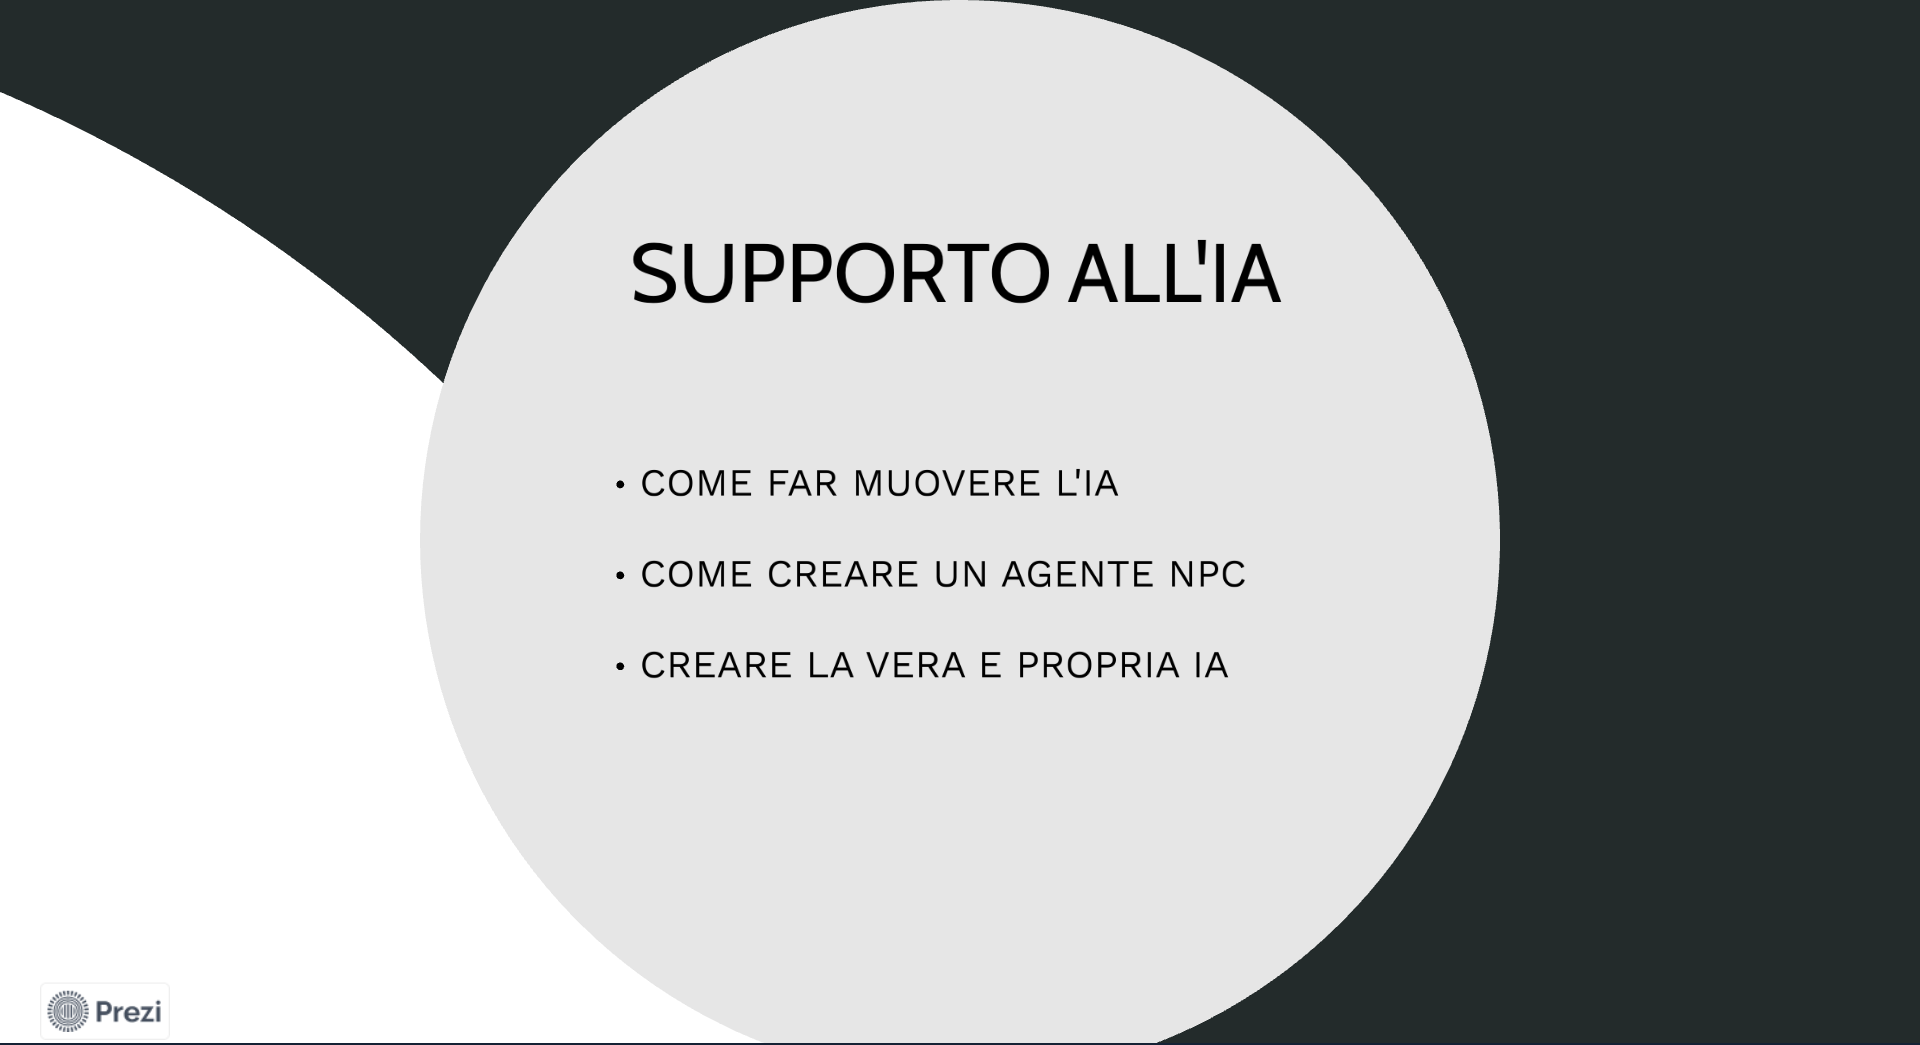 SUPPORTO ALL'IA
• COME FAR MUOVERE L'IA
• COME CREARE UN AGENTE NPC
• CREARE LA VERA E PROPRIA IA
Prezi